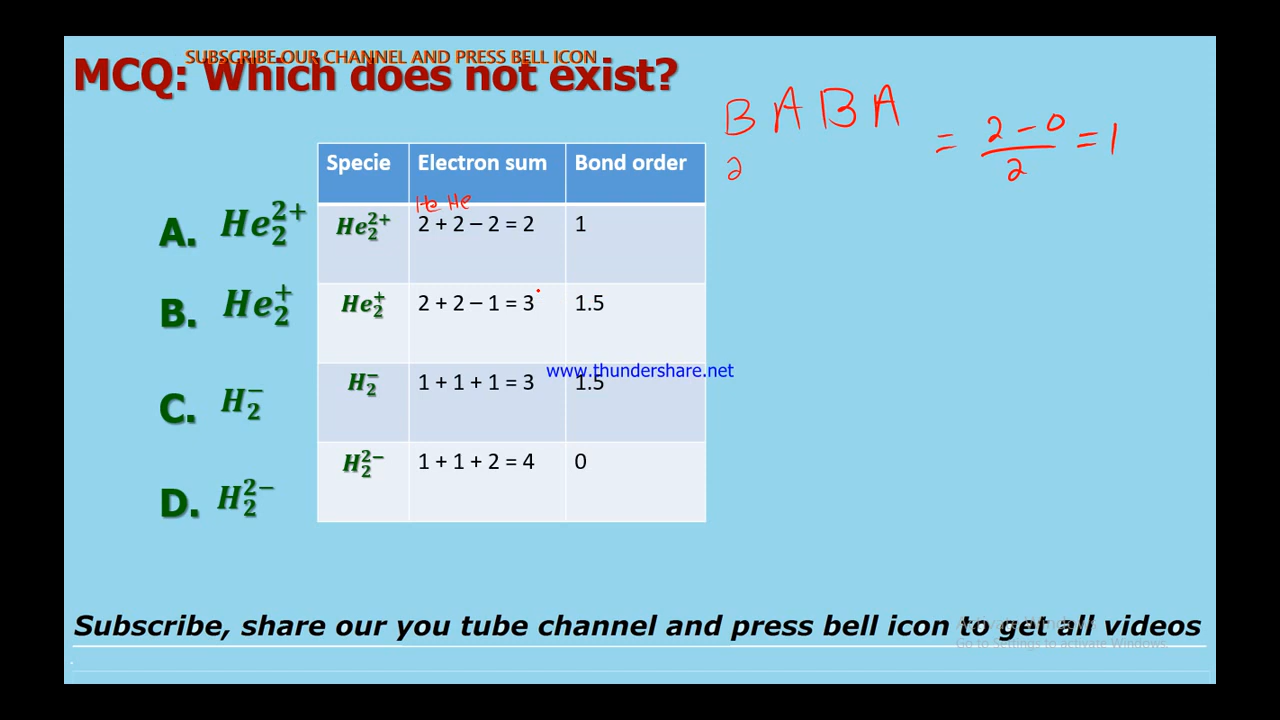 SUBSCRIBE OUR CHANNEL AND PRESS BELL ICON
MCQ: Which does not exist?
B A B A
2
= 2 – 0 / 2 = 1
Specie Electron sum Bond order
He He
A. He₂²⁺
He₂²⁺ 2 + 2 – 2 = 2 1
B. He₂⁺
He₂⁺ 2 + 2 – 1 = 3 1.5
www.thundershare.net
C. H₂⁻
H₂⁻ 1 + 1 + 1 = 3 1.5
D. H₂²⁻
H₂²⁻ 1 + 1 + 2 = 4 0
Subscribe, share our you tube channel and press bell icon to get all videos
Activate Windows
Go to Settings to activate Windows.